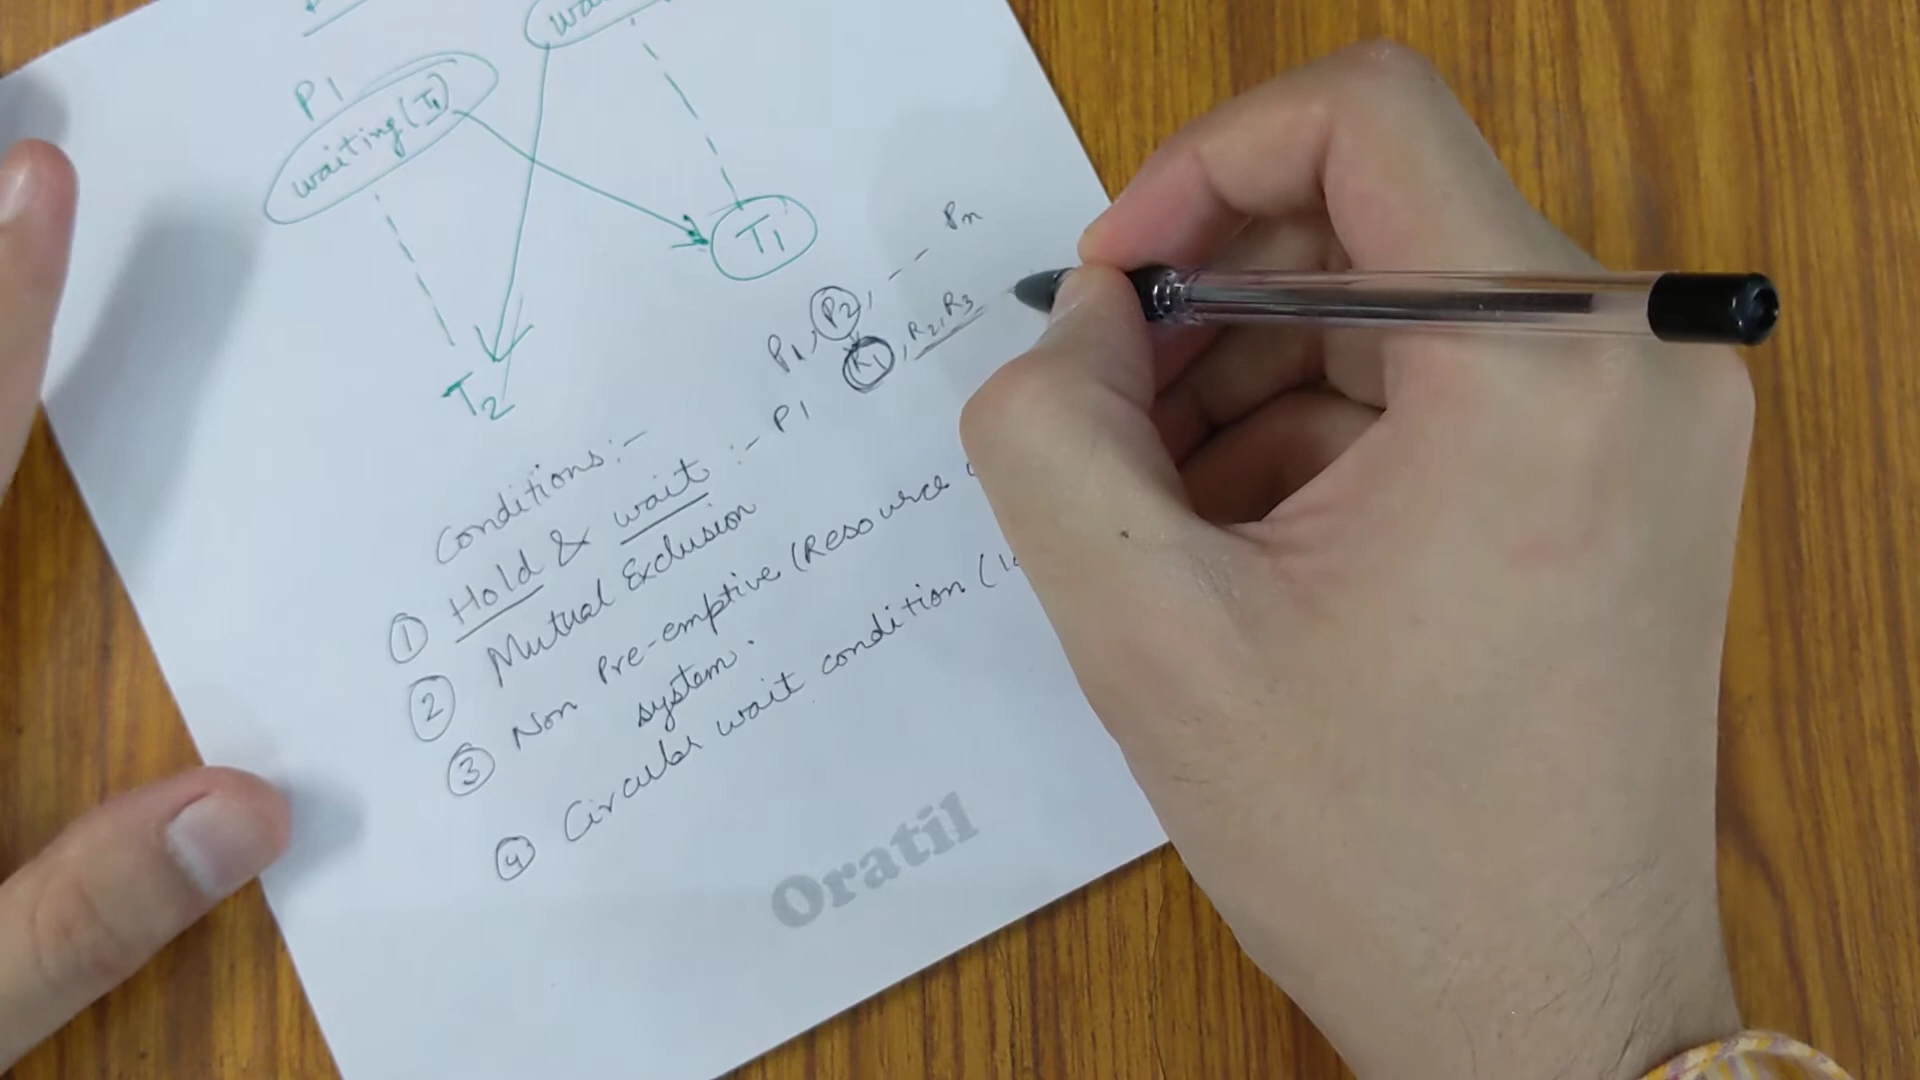 P1
waiting (T1)
T1
T2
P1, P2, --- Pn
R1, R2, R3
Conditions :-
① Hold & wait :- P1
② Mutual Exclusion
③ Non Pre-emptive (Resource
system.
④ Circular wait condition (
Oratil